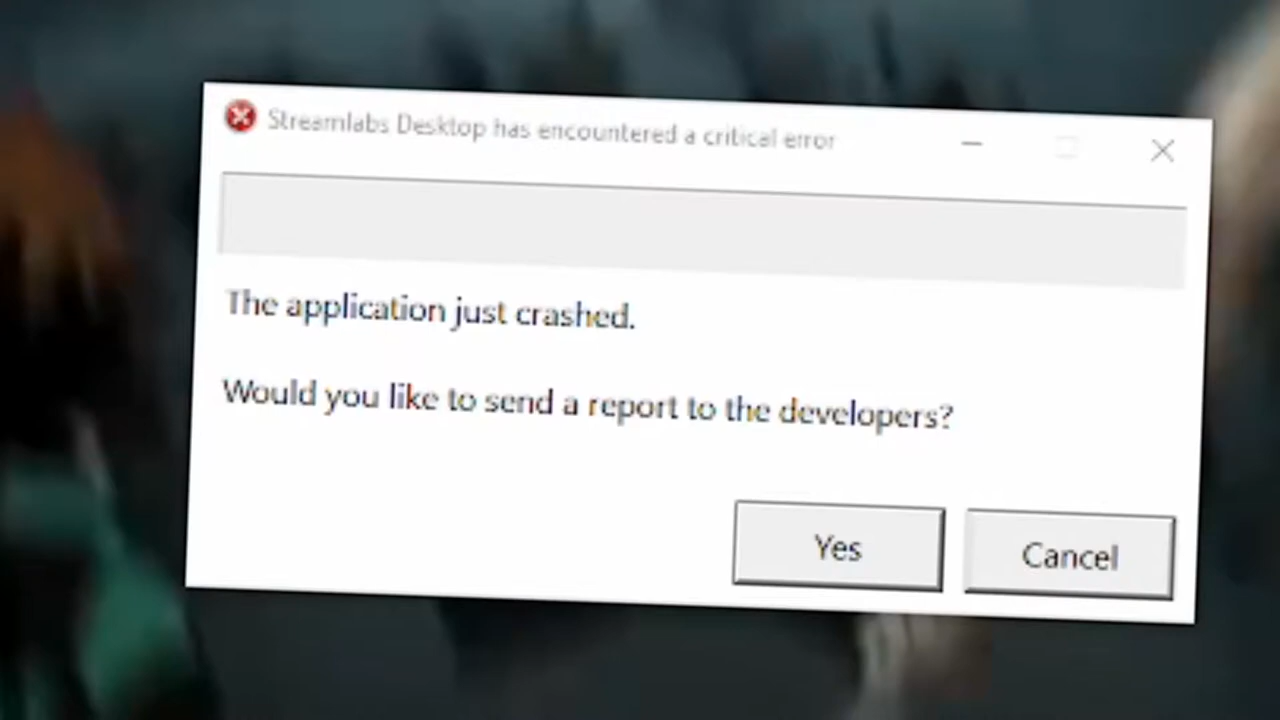 Streamlabs Desktop has encountered a critical error
The application just crashed.
Would you like to send a report to the developers?
Yes
Cancel